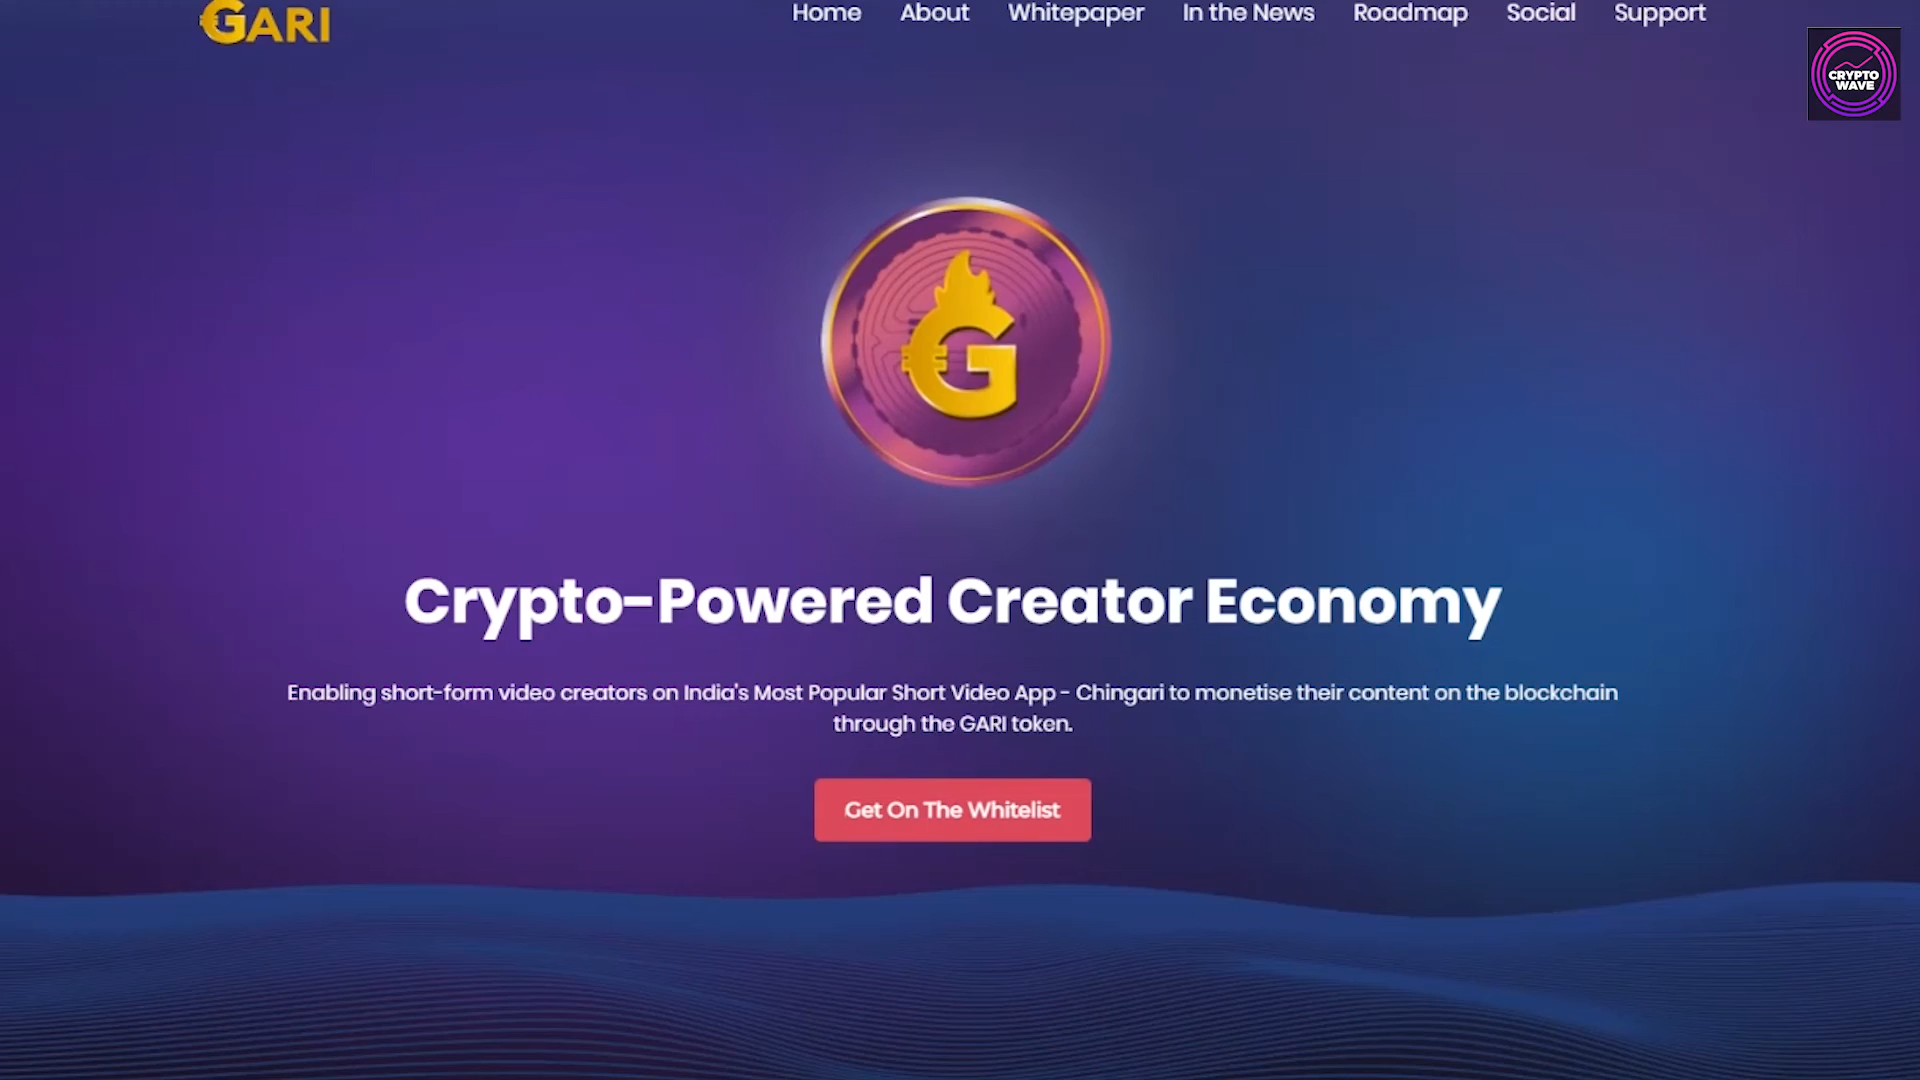 GARI
Home About Whitepaper In the News Roadmap Social Support
CRYPTO
WAVE
G
Crypto-Powered Creator Economy
Enabling short-form video creators on India's Most Popular Short Video App - Chingari to monetise their content on the blockchain
through the GARI token.
Get On The Whitelist